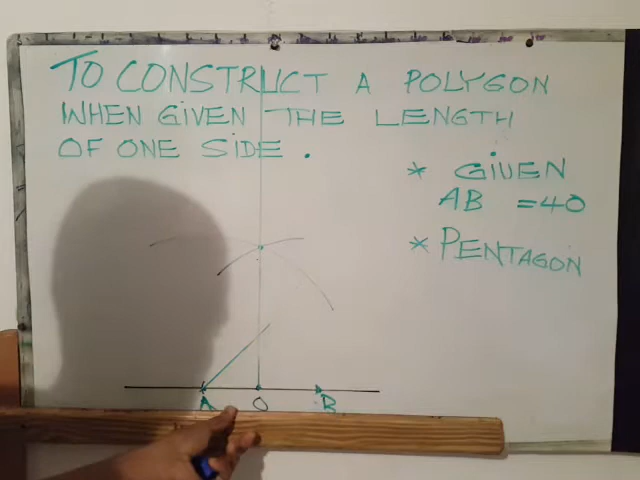 TO CONSTRUCT A POLYGON
WHEN GIVEN THE LENGTH
OF ONE SIDE .
* GIVEN
AB = 40
* PENTAGON
A O B